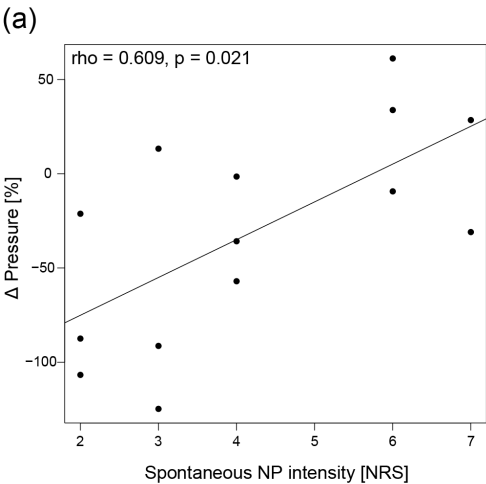 (a)
rho = 0.609, p = 0.021
50
0
−50
−100
Δ Pressure [%]
2 3 4 5 6 7
Spontaneous NP intensity [NRS]